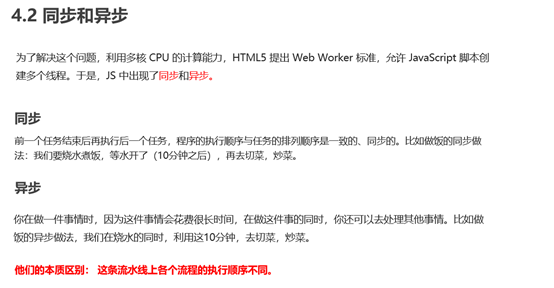 4.2 同步和异步
为了解决这个问题，利用多核 CPU 的计算能力，HTML5 提出 Web Worker 标准，允许 JavaScript 脚本创
建多个线程。于是，JS 中出现了同步和异步。
同步
前一个任务结束后再执行后一个任务，程序的执行顺序与任务的排列顺序是一致的、同步的。比如做饭的同步做
法：我们要烧水煮饭，等水开了（10分钟之后），再去切菜，炒菜。
异步
你在做一件事情时，因为这件事情会花费很长时间，在做这件事的同时，你还可以去处理其他事情。比如做
饭的异步做法，我们在烧水的同时，利用这10分钟，去切菜，炒菜。
他们的本质区别： 这条流水线上各个流程的执行顺序不同。